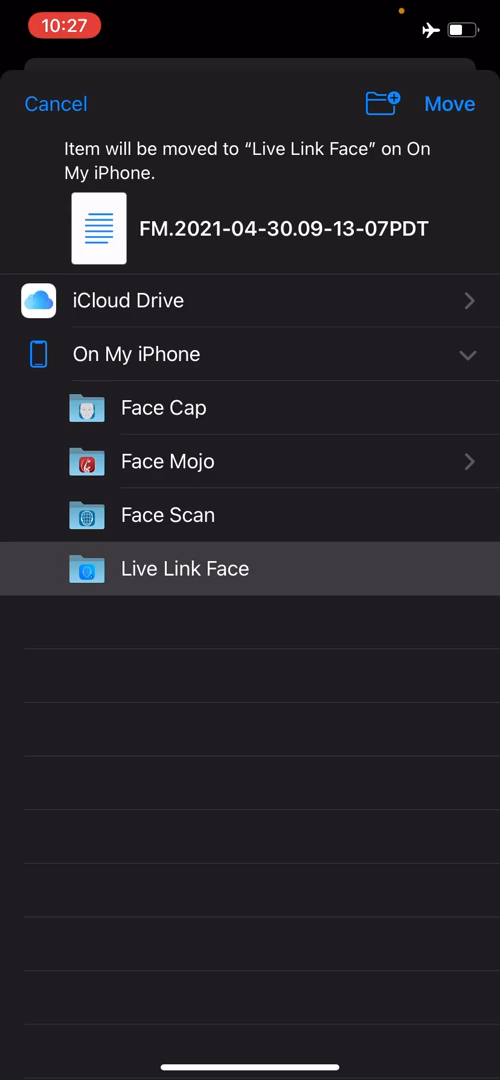 10:27
Cancel
Move
Item will be moved to “Live Link Face” on On
My iPhone.
FM.2021-04-30.09-13-07PDT
iCloud Drive
On My iPhone
Face Cap
Face Mojo
Face Scan
Live Link Face